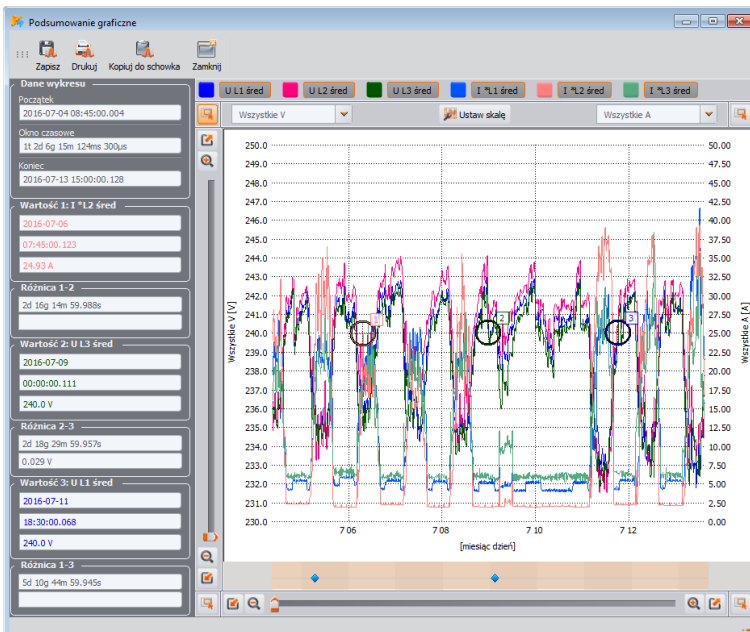 Podsumowanie graficzne
Zapisz Drukuj Kopiuj do schowka Zamknij
Dane wykresu
Początek
2016-07-04 08:45:00.004
Okno czasowe
1t 2d 6g 15m 124ms 300µs
Koniec
2016-07-13 15:00:00.128
Wartość 1: I *L2 śred
2016-07-06
07:45:00.123
24.93 A
Różnica 1-2
2d 16g 14m 59.988s
Wartość 2: U L3 śred
2016-07-09
00:00:00.111
240.0 V
Różnica 2-3
2d 18g 29m 59.957s
0.029 V
Wartość 3: U L1 śred
2016-07-11
18:30:00.068
240.0 V
Różnica 1-3
5d 10g 44m 59.945s
U L1 śred U L2 śred U L3 śred I *L1 śred I *L2 śred I *L3 śred
Wszystkie V Ustaw skalę Wszystkie A
Wszystkie V [V]
250.0
249.0
248.0
247.0
246.0
245.0
244.0
243.0
242.0
241.0
240.0
239.0
238.0
237.0
236.0
235.0
234.0
233.0
232.0
231.0
230.0
2
3
50.00
47.50
45.00
42.50
40.00
37.50
35.00
32.50
30.00
27.50
25.00
22.50
20.00
17.50
15.00
12.50
10.00
7.50
5.00
2.50
0.00
Wszystkie A [A]
7 06 7 08 7 10 7 12
[miesiąc dzień]